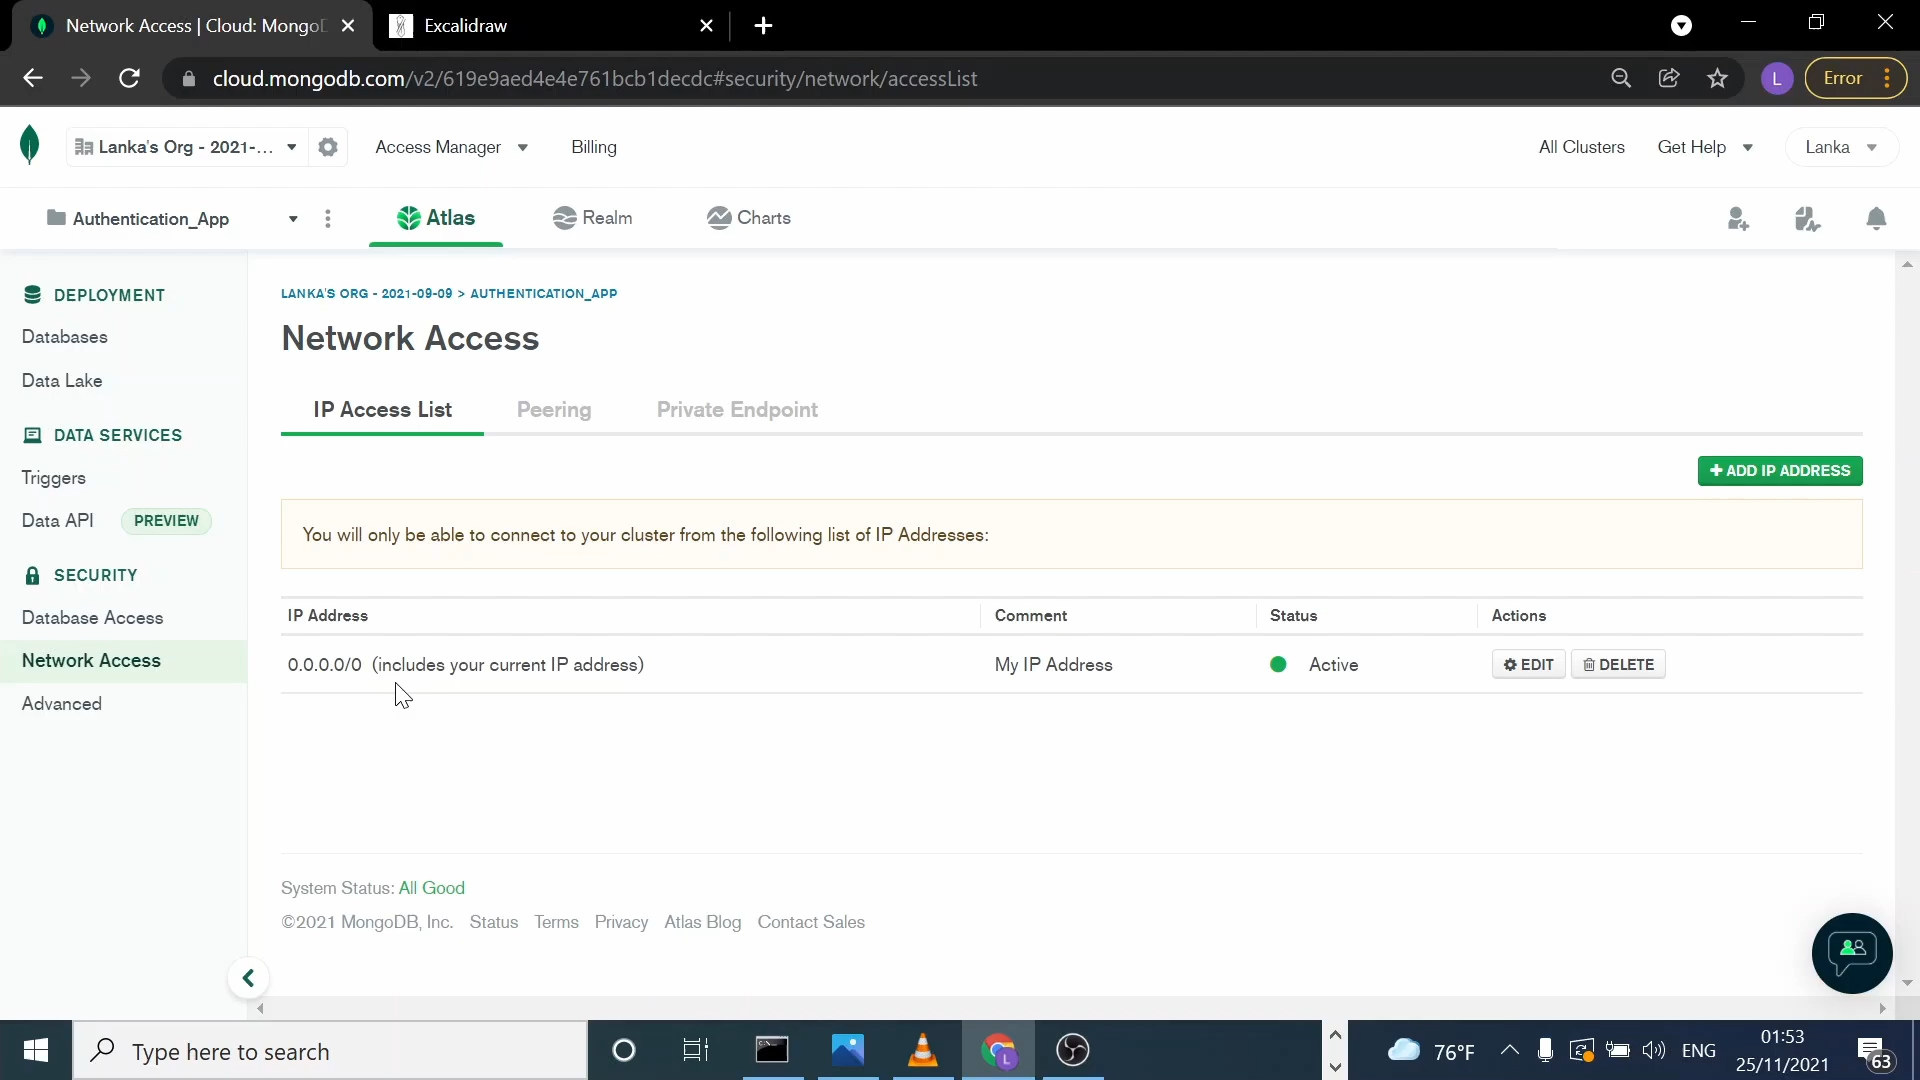 Network Access | Cloud: MongoD
Excalidraw
cloud.mongodb.com/v2/619e9aed4e4e761bcb1decdc#security/network/accessList
L
Error
Lanka's Org - 2021-...
Access Manager
Billing
All Clusters
Get Help
Lanka
Authentication_App
Atlas
Realm
Charts
DEPLOYMENT
Databases
Data Lake
DATA SERVICES
Triggers
Data API PREVIEW
SECURITY
Database Access
Network Access
Advanced
LANKA'S ORG - 2021-09-09 > AUTHENTICATION_APP
Network Access
IP Access List
Peering
Private Endpoint
+ ADD IP ADDRESS
You will only be able to connect to your cluster from the following list of IP Addresses:
IP Address
Comment
Status
Actions
0.0.0.0/0 (includes your current IP address)
My IP Address
Active
EDIT
DELETE
System Status: All Good
©2021 MongoDB, Inc. Status Terms Privacy Atlas Blog Contact Sales
Type here to search
L
76°F
ENG
01:53
25/11/2021
63